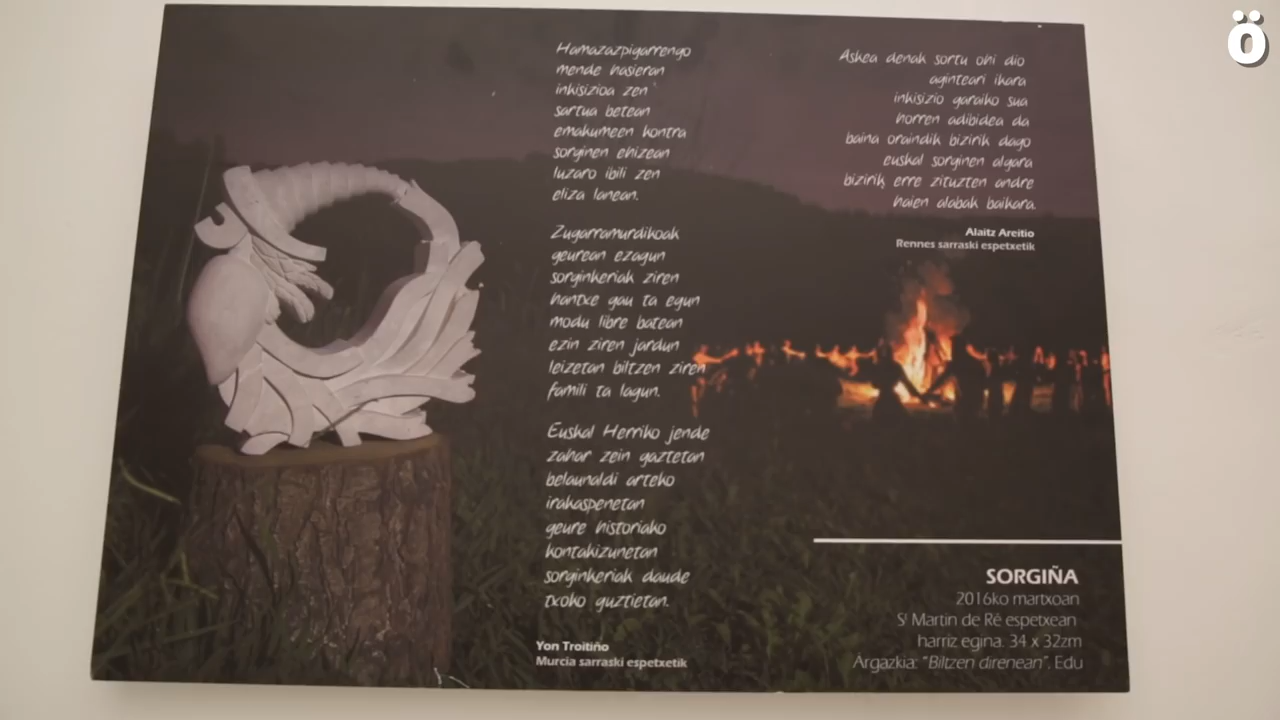 Hamazazpigarrengo
mende hasieran
inkisizioa zen
sartua betean
emakumeen kontra
sorginen ehizean
luzaro ibili zen
eliza lanean.
Zugarramurdikoak
geurean ezagun
sorginkeriak ziren
hantxe gau ta egun
modu libre batean
ezin ziren jardun
leizetan biltzen ziren
famili ta lagun.
Euskal Herriko jende
zahar zein gaztetan
belaunaldi arteko
irakaspenetan
geure historiako
kontakizunetan
sorginkeriak daude
txoko guztietan.
Yon Troitiño
Murcia sarraski espetxetik
Askea denak sortu ohi dio
aginteari ikara
inkisizio garaiko sua
horren adibidea da
baina oraindik bizirik dago
euskal sorginen algara
bizirik erre zituzten andre
haien alabak baikara.
Alaitz Areitio
Rennes sarraski espetxetik
SORGIÑA
2016ko martxoan
St Martin de Ré espetxean
harriz egina. 34 x 32zm
Argazkia: "Biltzen direnean". Edu
Ö